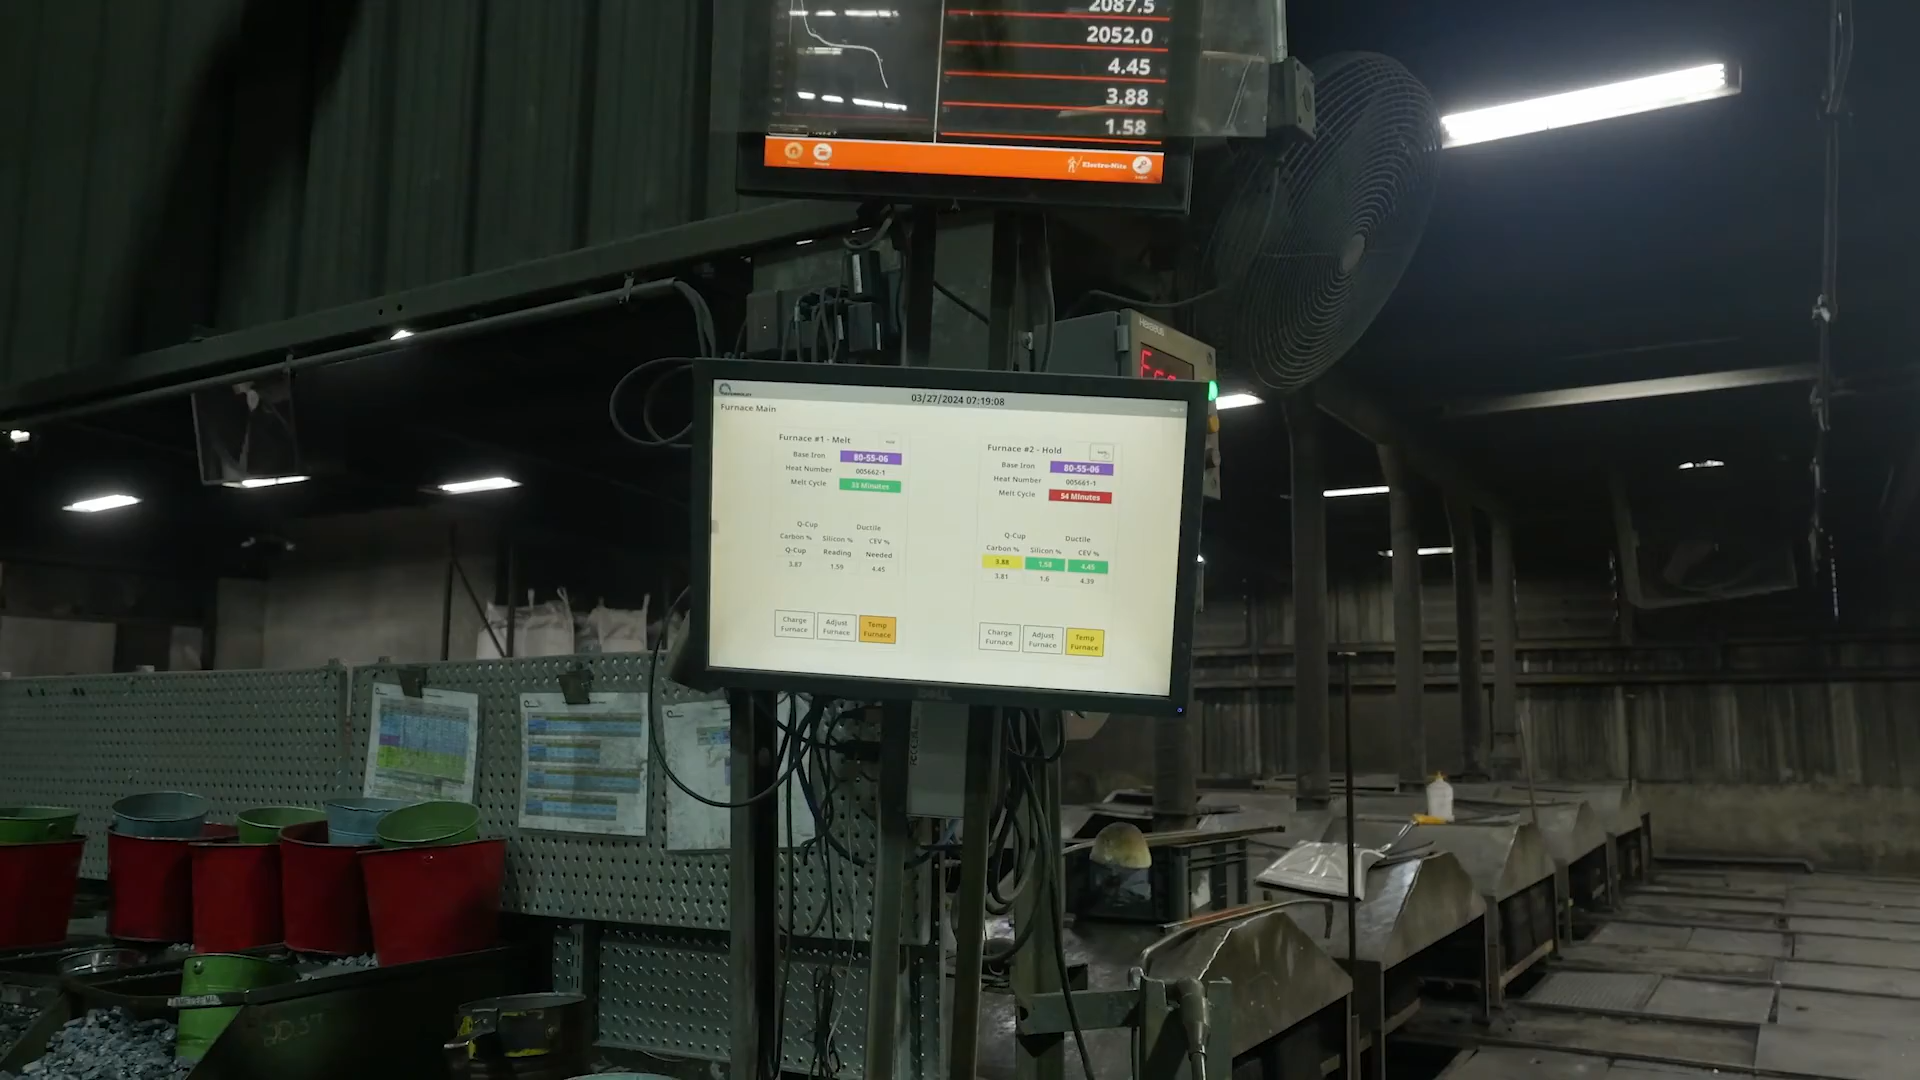 2087.5
2052.0
4.45
3.88
1.58
Electro-Nite
Heraeus
03/27/2024 07:19:08
Furnace Main
Furnace #1 - Melt
Base Iron 80-55-06
Heat Number 005662-1
Melt Cycle 33 Minutes
Q-Cup Ductile
Carbon % Silicon % CEV %
Q-Cup Reading Needed
3.87 1.59 4.45
Charge Furnace
Adjust Furnace
Temp Furnace
Furnace #2 - Hold
Base Iron 80-55-06
Heat Number 005661-1
Melt Cycle 54 Minutes
Q-Cup Ductile
Carbon % Silicon % CEV %
3.88 1.58 4.45
3.81 1.6 4.39
Charge Furnace
Adjust Furnace
Temp Furnace
DELL